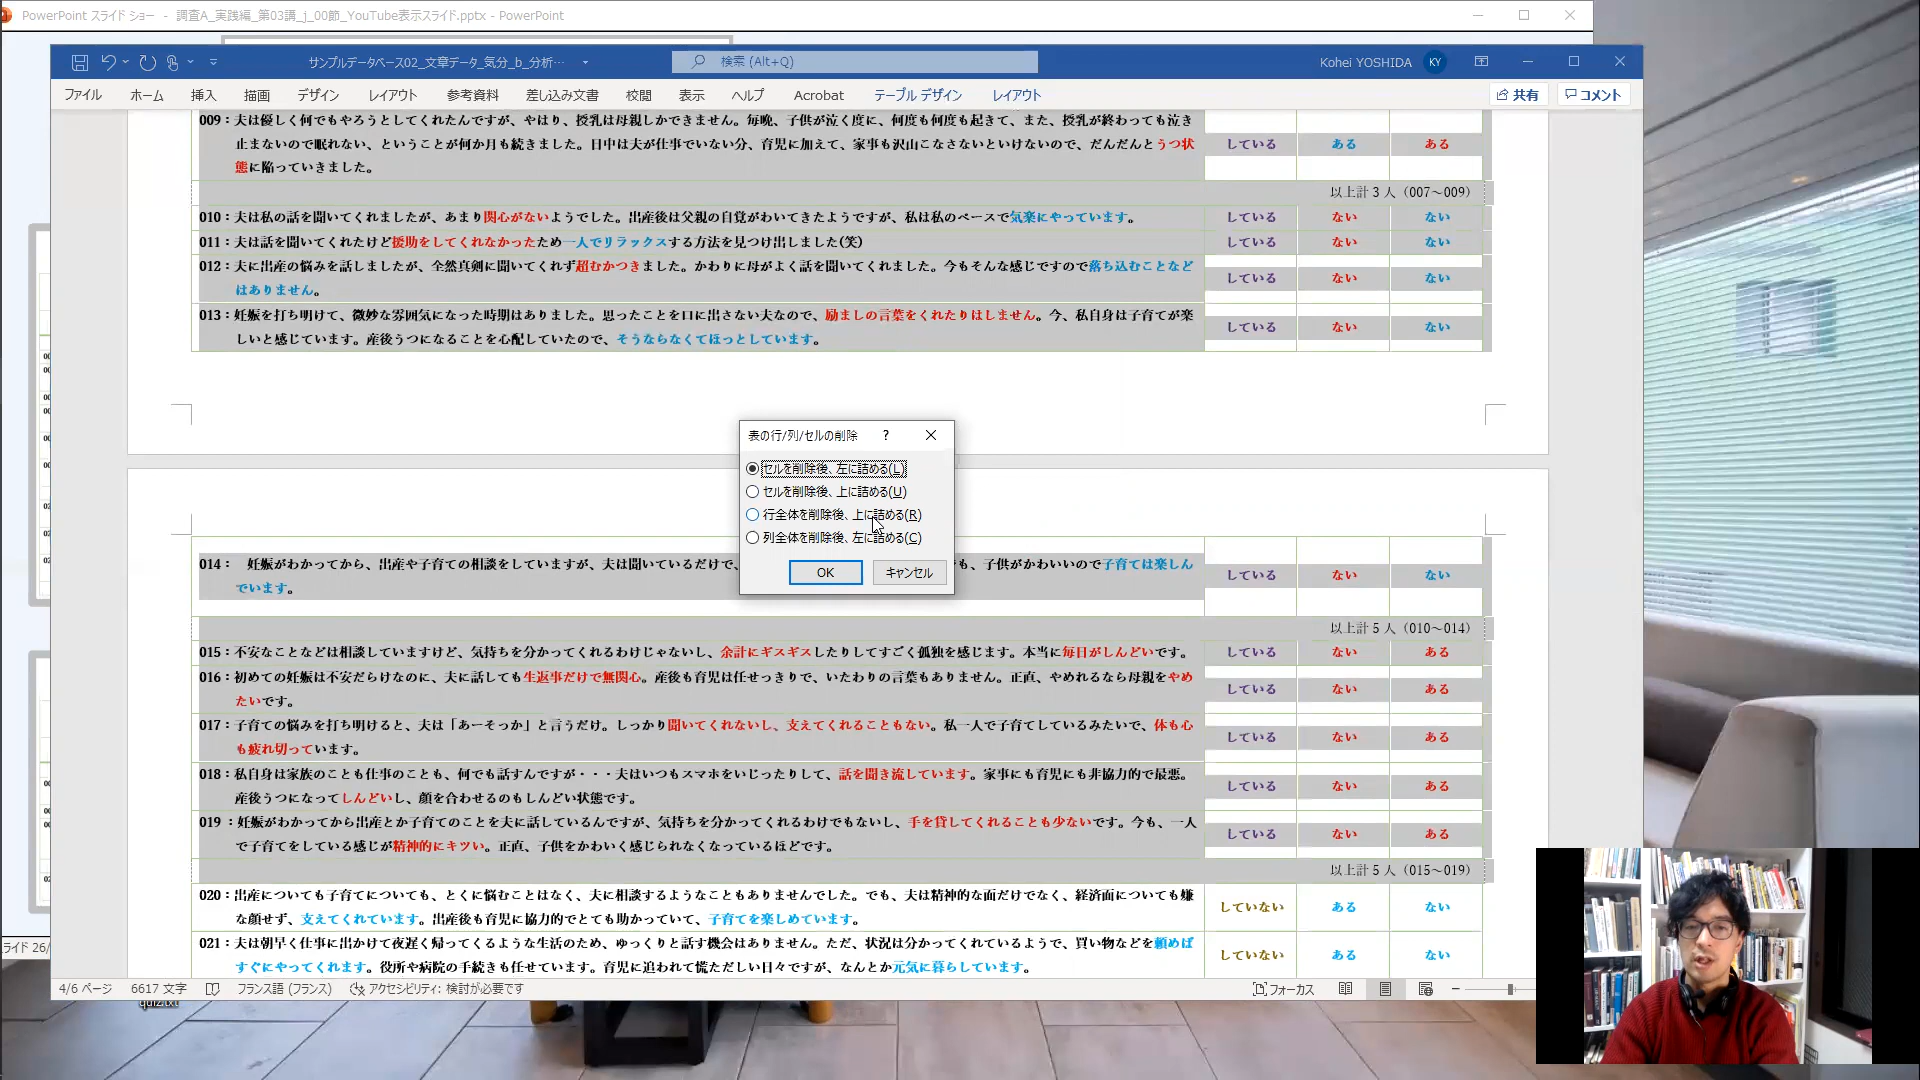 PowerPoint スライド ショー - 調査A_実践編_第03講_j_00節_YouTube表示スライド.pptx - PowerPoint
サンプルデータベース02_文章データ_気分_b_分析…
検索 (Alt+Q)
Kohei YOSHIDA KY
ファイル ホーム 挿入 描画 デザイン レイアウト 参考資料 差し込み文書 校閲 表示 ヘルプ Acrobat テーブル デザイン レイアウト 共有 コメント
009：夫は優しく何でもやろうとしてくれたんですが、やはり、授乳は母親しかできません。毎晩、子供が泣く度に、何度も何度も起きて、また、授乳が終わっても泣き
止まないので眠れない、ということが何か月も続きました。日中は夫が仕事でいない分、育児に加えて、家事も沢山こなさないといけないので、だんだんとうつ状
態に陥っていきました。
している ある ある
以上計 3 人（007～009）
010：夫は私の話を聞いてくれましたが、あまり関心がないようでした。出産後は父親の自覚がわいてきたようですが、私は私のペースで気楽にやっています。
している ない ない
011：夫は話を聞いてくれたけど援助をしてくれなかったため一人でリラックスする方法を見つけ出しました(笑)
している ない ない
012：夫に出産の悩みを話しましたが、全然真剣に聞いてくれず超むかつきました。かわりに母がよく話を聞いてくれました。今もそんな感じですので落ち込むことなど
はありません。
している ない ない
013：妊娠を打ち明けて、微妙な雰囲気になった時期はありました。思ったことを口に出さない夫なので、励ましの言葉をくれたりはしません。今、私自身は子育てが楽
しいと感じています。産後うつになることを心配していたので、そうならなくてほっとしています。
している ない ない
表の行/列/セルの削除 ?
セルを削除後、左に詰める(L)
セルを削除後、上に詰める(U)
行全体を削除後、上に詰める(R)
列全体を削除後、左に詰める(C)
OK キャンセル
014： 妊娠がわかってから、出産や子育ての相談をしていますが、夫は聞いているだけで、
も、子供がかわいいので子育ては楽しん
でいます。
している ない ない
以上計 5 人（010～014）
015：不安なことなどは相談していますけど、気持ちを分かってくれるわけじゃないし、余計にギスギスしたりしてすごく孤独を感じます。本当に毎日がしんどいです。
している ない ある
016：初めての妊娠は不安だらけなのに、夫に話しても生返事だけで無関心。産後も育児は任せっきりで、いたわりの言葉もありません。正直、やめれるなら母親をやめ
たいです。
している ない ある
017：子育ての悩みを打ち明けると、夫は「あーそっか」と言うだけ。しっかり聞いてくれないし、支えてくれることもない。私一人で子育てしているみたいで、体も心
も疲れ切っています。
している ない ある
018：私自身は家族のことも仕事のことも、何でも話すんですが・・・夫はいつもスマホをいじったりして、話を聞き流しています。家事にも育児にも非協力的で最悪。
産後うつになってしんどいし、顔を合わせるのもしんどい状態です。
している ない ある
019：妊娠がわかってから出産とか子育てのことを夫に話しているんですが、気持ちを分かってくれるわけでもないし、手を貸してくれることも少ないです。今も、一人
で子育てをしている感じが精神的にキツい。正直、子供をかわいく感じられなくなっているほどです。
している ない ある
以上計 5 人（015～019）
020：出産についても子育てについても、とくに悩むことはなく、夫に相談するようなこともありませんでした。でも、夫は精神的な面だけでなく、経済面についても嫌
な顔せず、支えてくれています。出産後も育児に協力的でとても助かっていて、子育てを楽しめています。
していない ある ない
021：夫は朝早く仕事に出かけて夜遅く帰ってくるような生活のため、ゆっくりと話す機会はありません。ただ、状況は分かってくれているようで、買い物などを頼めば
すぐにやってくれます。役所や病院の手続きも任せています。育児に追われて慌ただしい日々ですが、なんとか元気に暮らしています。
していない ある ない
ライド 26/
4/6 ページ 6617 文字 フランス語 (フランス) アクセシビリティ: 検討が必要です フォーカス
quiz.txt